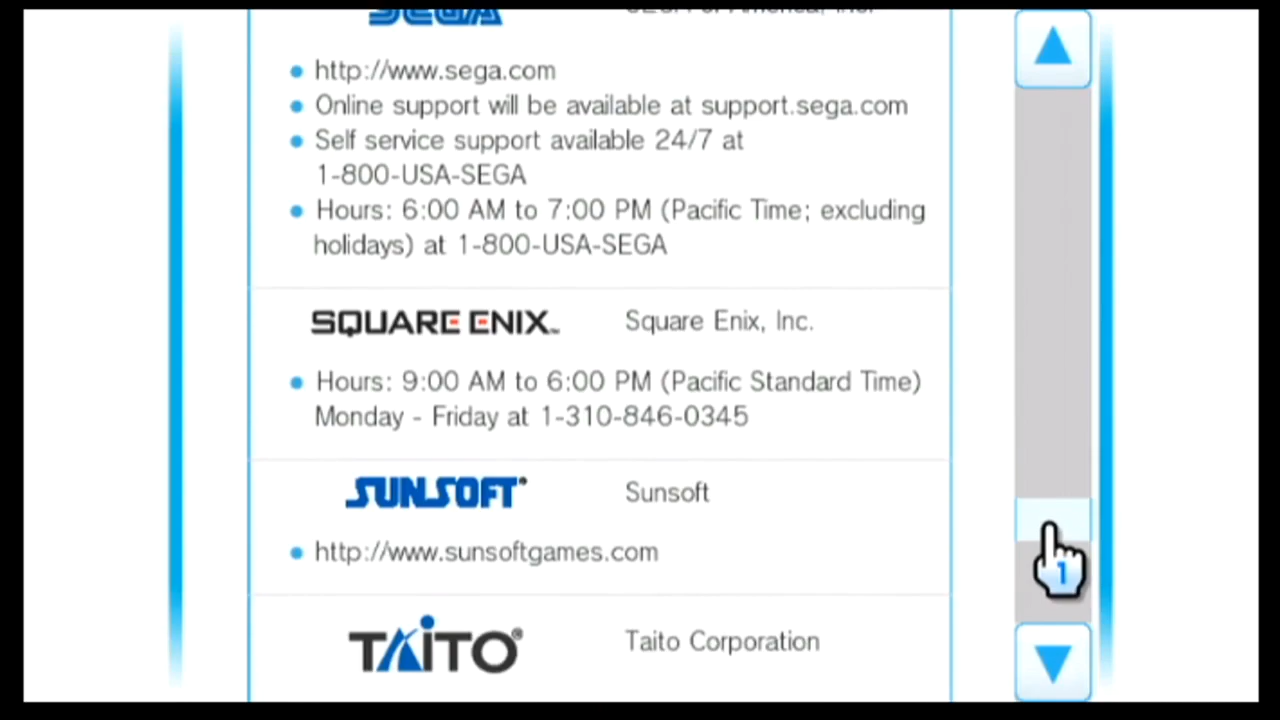 SEGA
http://www.sega.com
Online support will be available at support.sega.com
Self service support available 24/7 at
1-800-USA-SEGA
Hours: 6:00 AM to 7:00 PM (Pacific Time; excluding
holidays) at 1-800-USA-SEGA
SQUARE ENIX™ Square Enix, Inc.
Hours: 9:00 AM to 6:00 PM (Pacific Standard Time)
Monday - Friday at 1-310-846-0345
SUNSOFT® Sunsoft
http://www.sunsoftgames.com
1
TAITO® Taito Corporation